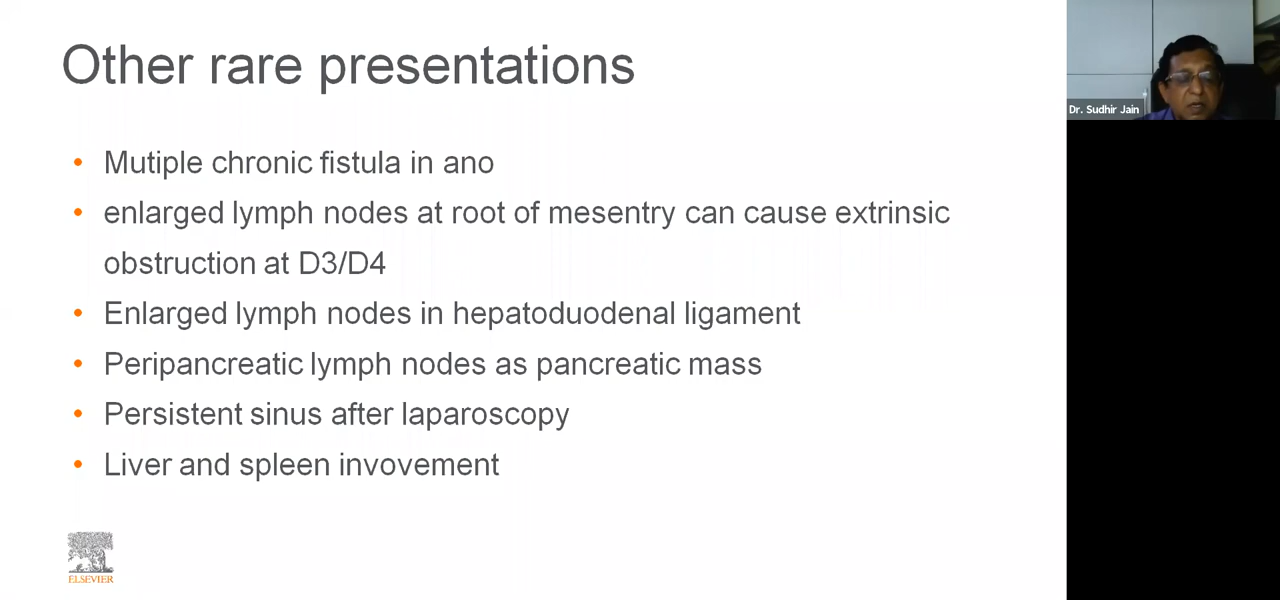 Other rare presentations
• Mutiple chronic fistula in ano
• enlarged lymph nodes at root of mesentry can cause extrinsic
obstruction at D3/D4
• Enlarged lymph nodes in hepatoduodenal ligament
• Peripancreatic lymph nodes as pancreatic mass
• Persistent sinus after laparoscopy
• Liver and spleen invovement
ELSEVIER
Dr. Sudhir Jain